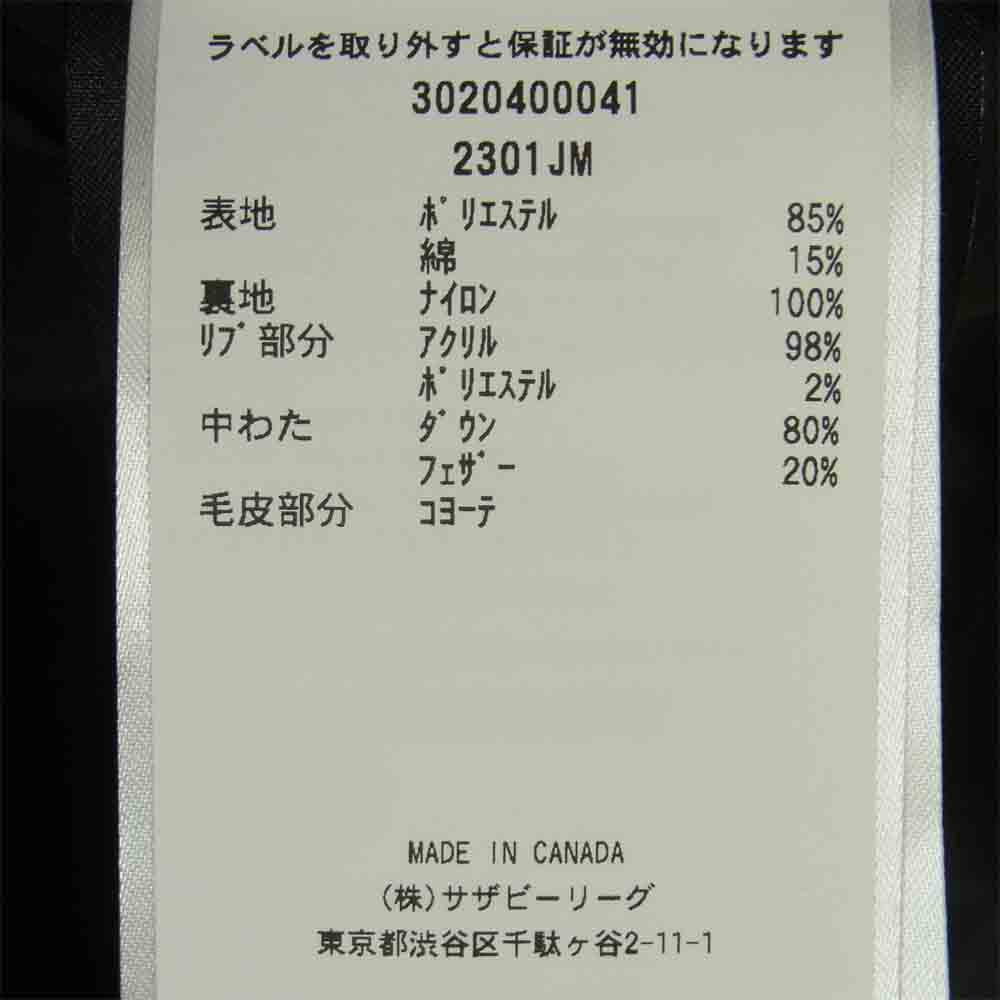 ラベルを取り外すと保証が無効になります
3020400041
2301JM
表地 ﾎﾟﾘｴｽﾃﾙ 85%
綿 15%
裏地 ﾅｲﾛﾝ 100%
ﾘﾌﾞ部分 ｱｸﾘﾙ 98%
ﾎﾟﾘｴｽﾃﾙ 2%
中わた ﾀﾞｳﾝ 80%
ﾌｪｻﾞｰ 20%
毛皮部分 ｺﾖｰﾃ
MADE IN CANADA
(株)サザビーリーグ
東京都渋谷区千駄ヶ谷2-11-1